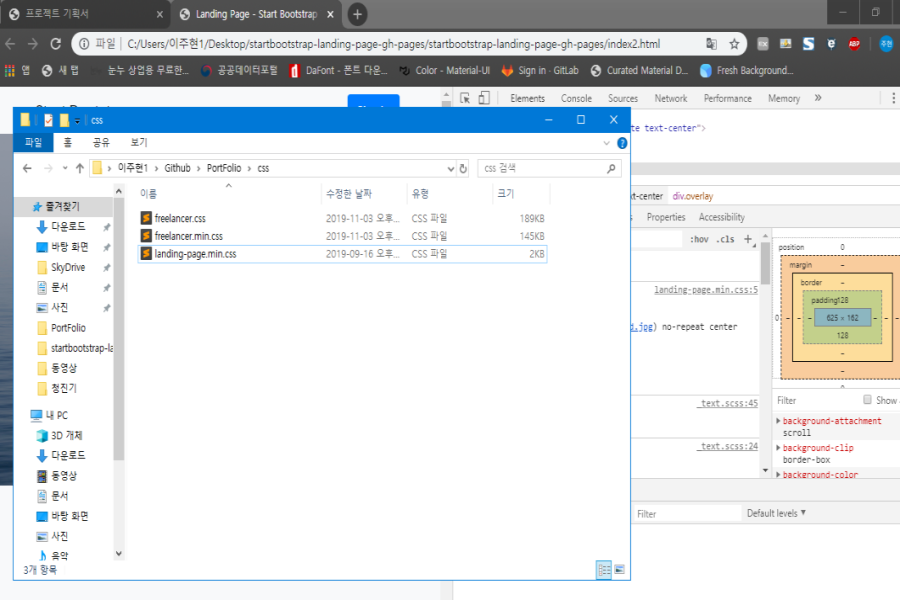 프로젝트 기획서
Landing Page - Start Bootstrap
파일 | C:/Users/이주현1/Desktop/startbootstrap-landing-page-gh-pages/startbootstrap-landing-page-gh-pages/index2.html
ABP
주현
앱
새 탭
눈누 상업용 무료한...
공공데이터포털
DaFont - 폰트 다운...
Color - Material-UI
Sign in · GitLab
Curated Material D...
Fresh Background...
Elements Console Sources Network Performance Memory »
css
파일 홈 공유 보기
이주현1 › Github › PortFolio › css
css 검색
이름 수정한 날짜 유형 크기
freelancer.css 2019-11-03 오후... CSS 파일 189KB
freelancer.min.css 2019-11-03 오후... CSS 파일 145KB
landing-page.min.css 2019-09-16 오후... CSS 파일 2KB
즐겨찾기
다운로드
바탕 화면
SkyDrive
문서
사진
PortFolio
startbootstrap-la
동영상
정진기
내 PC
3D 개체
다운로드
동영상
문서
바탕 화면
사진
음악
3개 항목
te text-center">
t-center div.overlay
s Properties Accessibility
:hov .cls +
landing-page.min.css:5
d.jpg) no-repeat center
_text.scss:45
_text.scss:24
position 0
margin -
border -
padding128
0 - - 625 × 162 - -
128
-
-
0
Filter Show
background-attachment
scroll
background-clip
border-box
background-color
Filter Default levels ▼